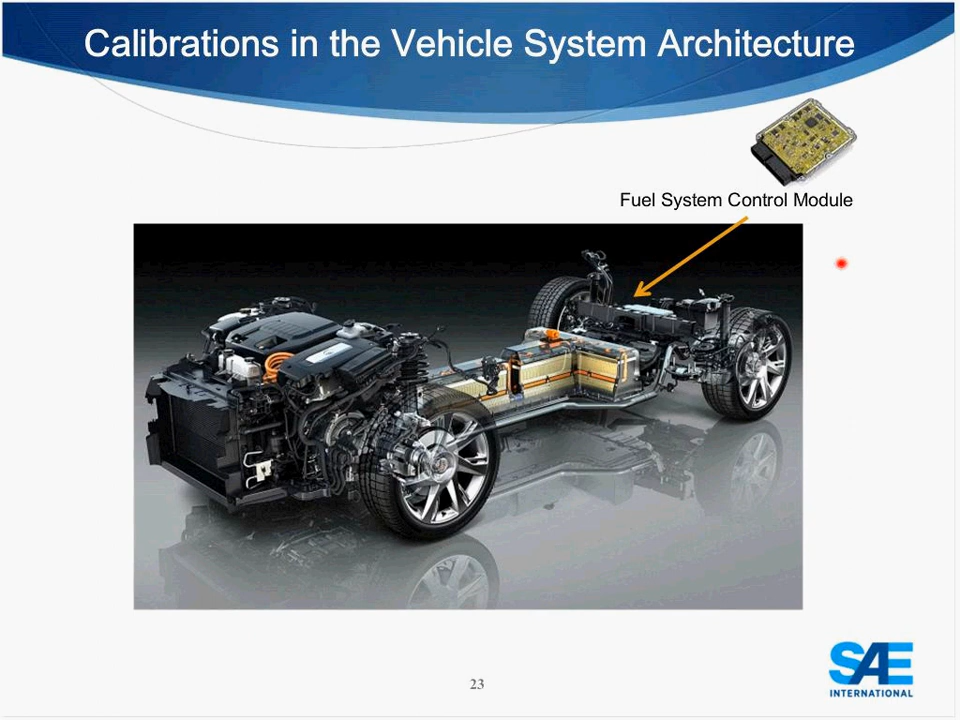 Calibrations in the Vehicle System Architecture
Fuel System Control Module
23
SAE
INTERNATIONAL